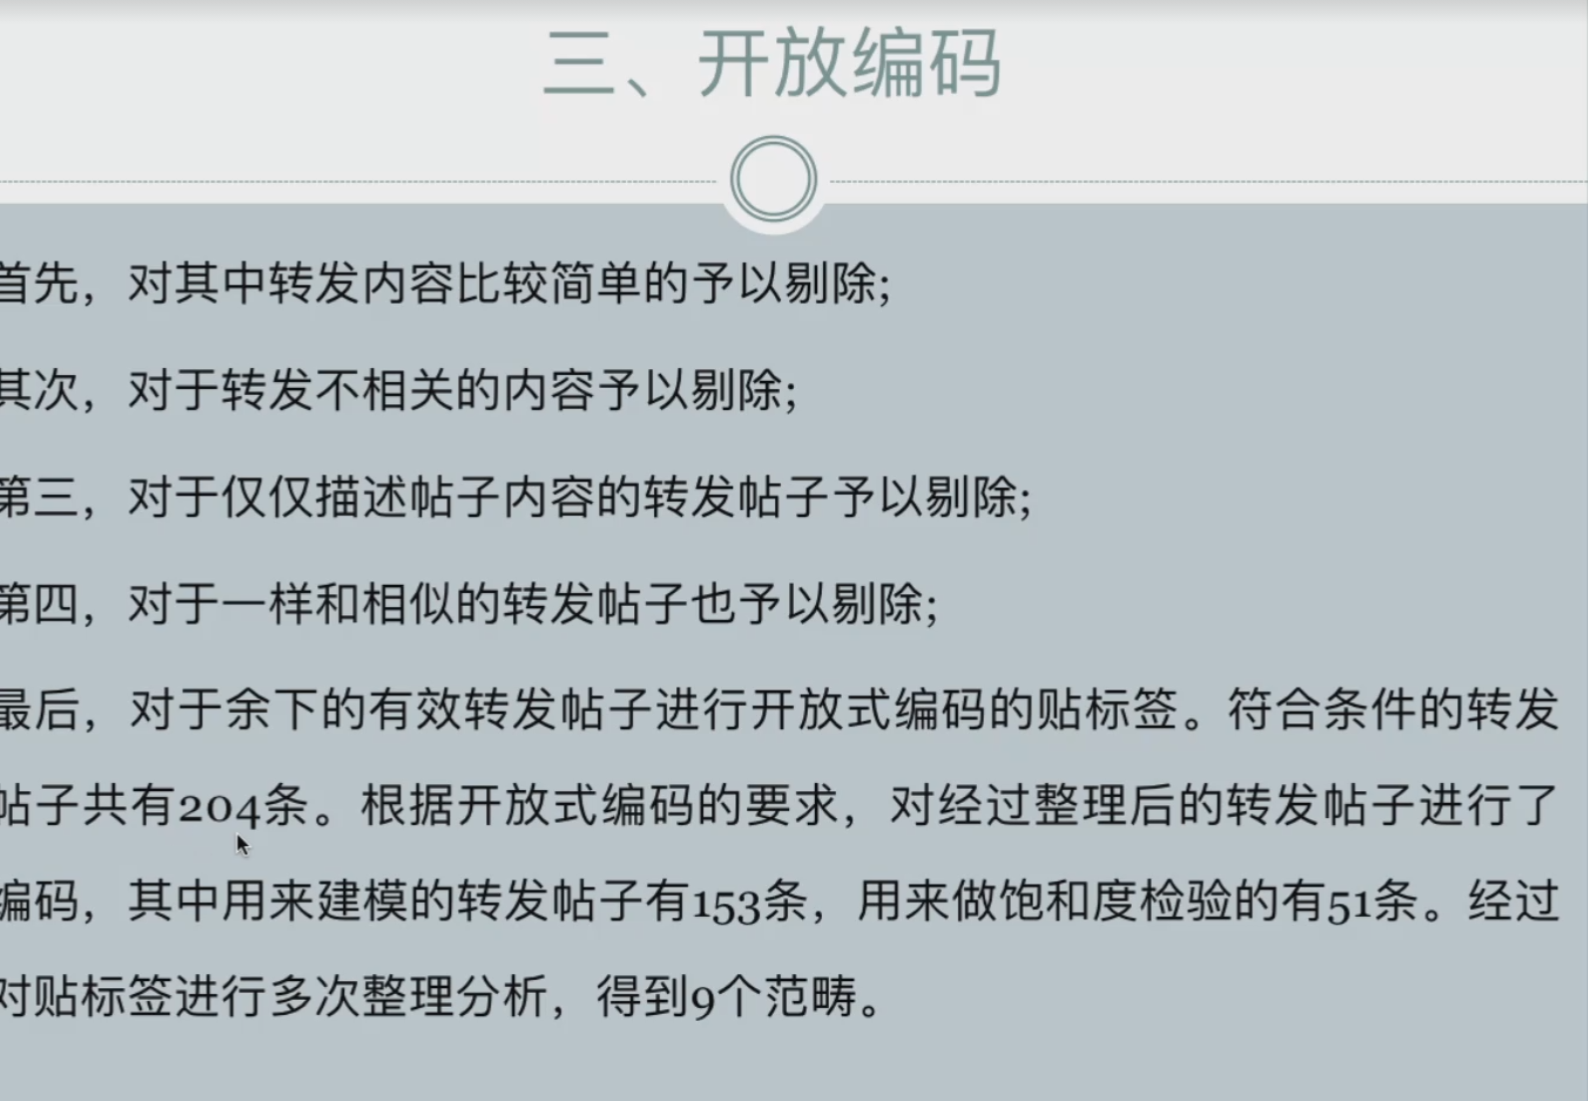 三、开放编码
首先，对其中转发内容比较简单的予以剔除;
其次，对于转发不相关的内容予以剔除;
第三，对于仅仅描述帖子内容的转发帖子予以剔除;
第四，对于一样和相似的转发帖子也予以剔除;
最后，对于余下的有效转发帖子进行开放式编码的贴标签。符合条件的转发
帖子共有204条。根据开放式编码的要求，对经过整理后的转发帖子进行了
编码，其中用来建模的转发帖子有153条，用来做饱和度检验的有51条。经过
对贴标签进行多次整理分析，得到9个范畴。